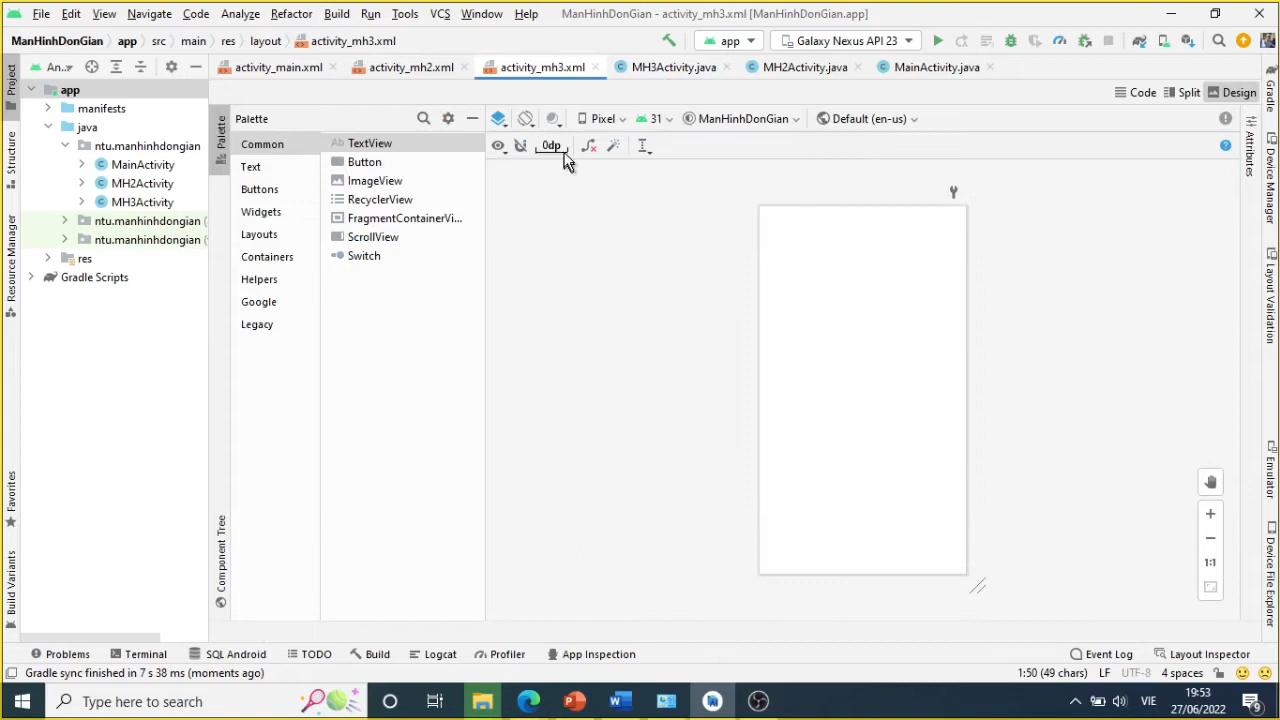 File Edit View Navigate Code Analyze Refactor Build Run Tools VCS Window Help ManHinhDonGian - activity_mh3.xml [ManHinhDonGian.app]
ManHinhDonGian app src main res layout activity_mh3.xml app Galaxy Nexus API 23
An... activity_main.xml activity_mh2.xml activity_mh3.xml MH3Activity.java MH2Activity.java MainActivity.java
Code Split Design
app
manifests
java
ntu.manhinhdongian
MainActivity
MH2Activity
MH3Activity
ntu.manhinhdongian (
ntu.manhinhdongian (
res
Gradle Scripts
Palette
Common
Text
Buttons
Widgets
Layouts
Containers
Helpers
Google
Legacy
Ab TextView
Button
ImageView
RecyclerView
FragmentContainerVi...
ScrollView
Switch
Pixel 31 ManHinhDonGian Default (en-us)
0dp
1:1
Project
Structure
Resource Manager
Favorites
Build Variants
Palette
Component Tree
Attributes
Gradle
Device Manager
Layout Validation
Emulator
Device File Explorer
Problems Terminal SQL Android TODO Build Logcat Profiler App Inspection Event Log Layout Inspector
Gradle sync finished in 7 s 38 ms (moments ago) 1:50 (49 chars) LF UTF-8 4 spaces
Type here to search VIE 19:53
27/06/2022 9